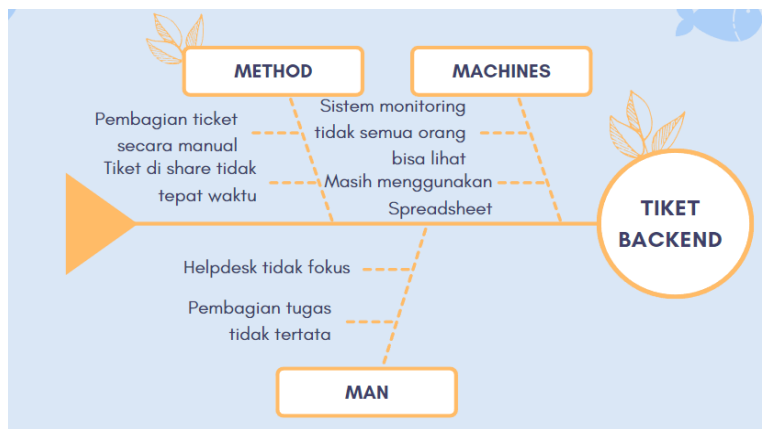 METHOD
MACHINES
Pembagian ticket
secara manual
Tiket di share tidak
tepat waktu
Sistem monitoring
tidak semua orang
bisa lihat
Masih menggunakan
Spreadsheet
TIKET
BACKEND
Helpdesk tidak fokus
Pembagian tugas
tidak tertata
MAN